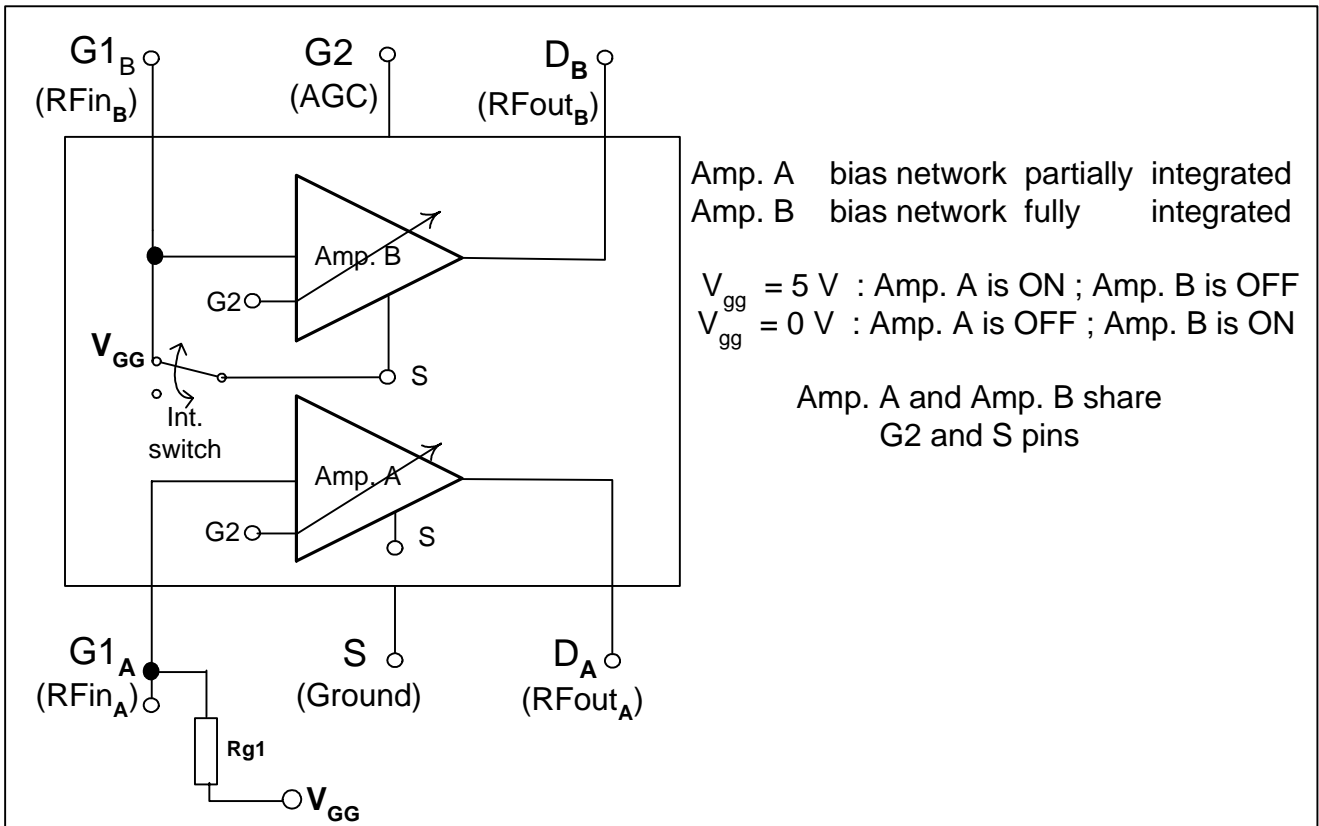 G1B G2 DB
(RFinB) (AGC) (RFoutB)
Amp. A bias network partially integrated
Amp. B bias network fully integrated
Amp. B
G2
Vgg = 5 V : Amp. A is ON ; Amp. B is OFF
Vgg = 0 V : Amp. A is OFF ; Amp. B is ON
VGG
S
Int.
switch
Amp. A and Amp. B share
G2 and S pins
Amp. A
G2
S
G1A S DA
(RFinA) (Ground) (RFoutA)
Rg1
VGG